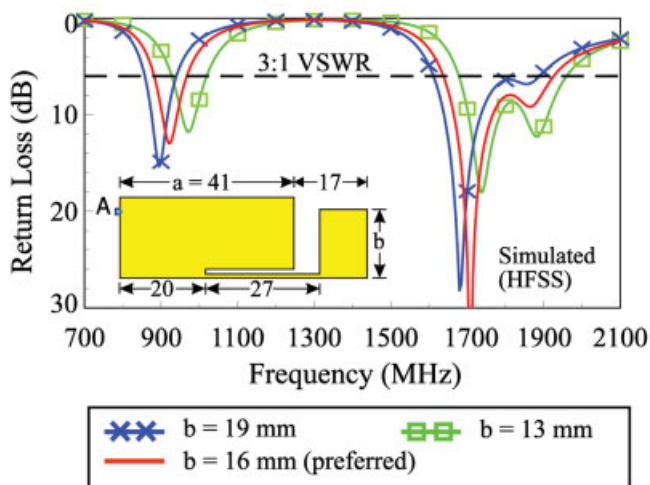 0
10
20
30
Return Loss (dB)
3:1 VSWR
a = 41
17
A
b
20
27
Simulated
(HFSS)
700 900 1100 1300 1500 1700 1900 2100
Frequency (MHz)
b = 19 mm
b = 13 mm
b = 16 mm (preferred)